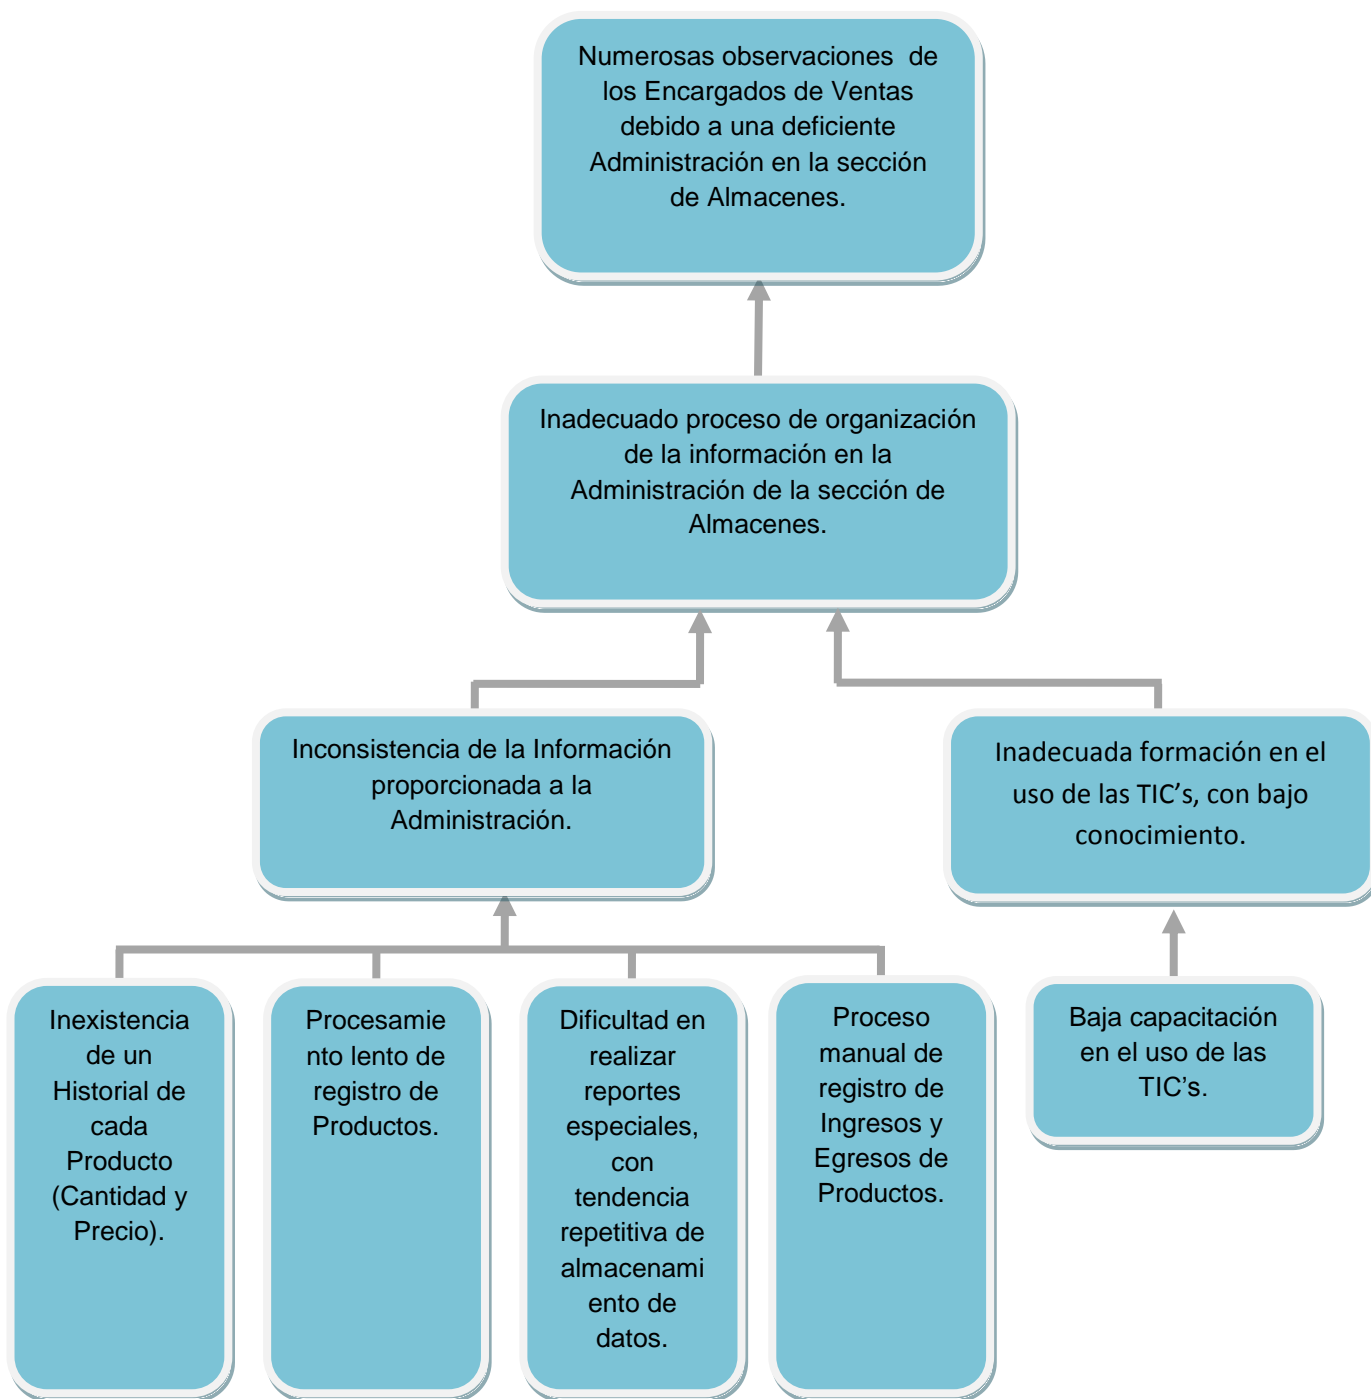 Numerosas observaciones de
los Encargados de Ventas
debido a una deficiente
Administración en la sección
de Almacenes.
Inadecuado proceso de organización
de la información en la
Administración de la sección de
Almacenes.
Inconsistencia de la Información
proporcionada a la
Administración.
Inadecuada formación en el
uso de las TIC’s, con bajo
conocimiento.
Inexistencia
de un
Historial de
cada
Producto
(Cantidad y
Precio).
Procesamie
nto lento de
registro de
Productos.
Dificultad en
realizar
reportes
especiales,
con
tendencia
repetitiva de
almacenami
ento de
datos.
Proceso
manual de
registro de
Ingresos y
Egresos de
Productos.
Baja capacitación
en el uso de las
TIC’s.